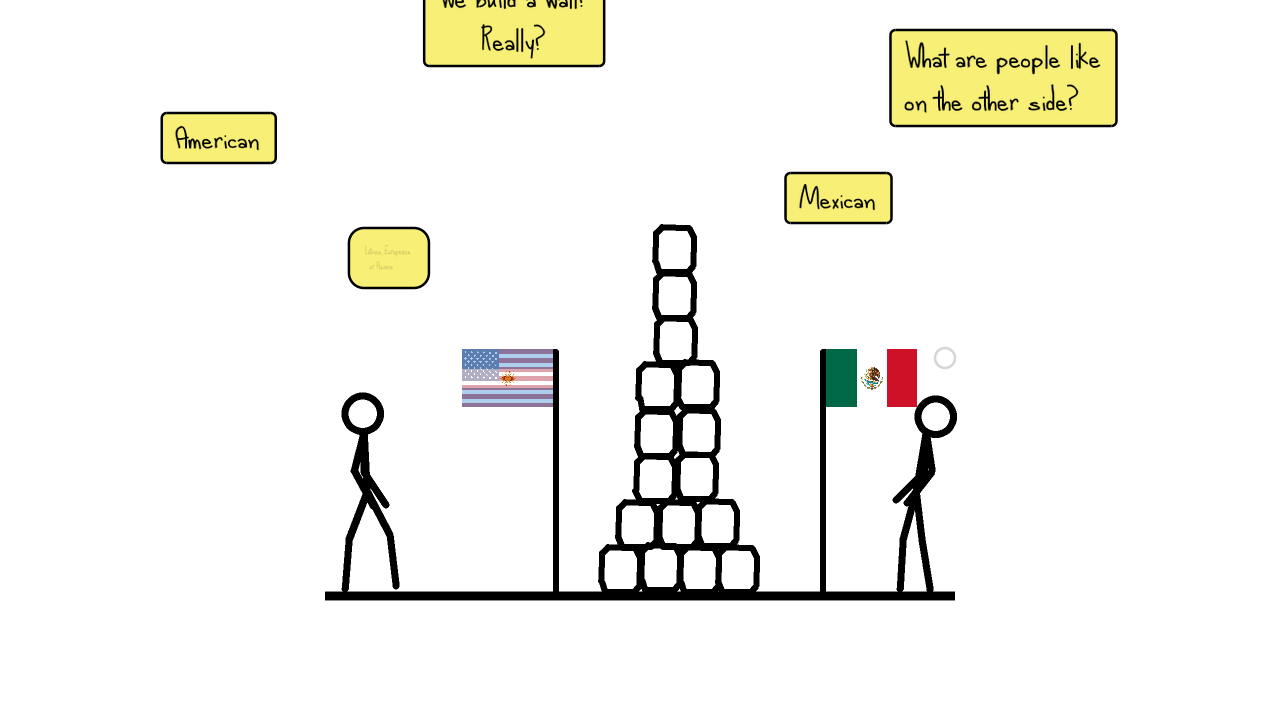 we build a wall?
Really?
What are people like
on the other side?
American
Mexican